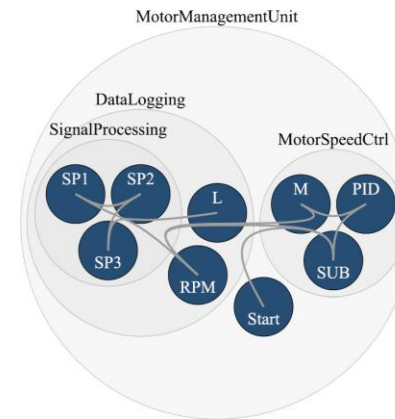 MotorManagementUnit
DataLogging
SignalProcessing
MotorSpeedCtrl
SP1
SP2
L
M
PID
SP3
RPM
SUB
Start